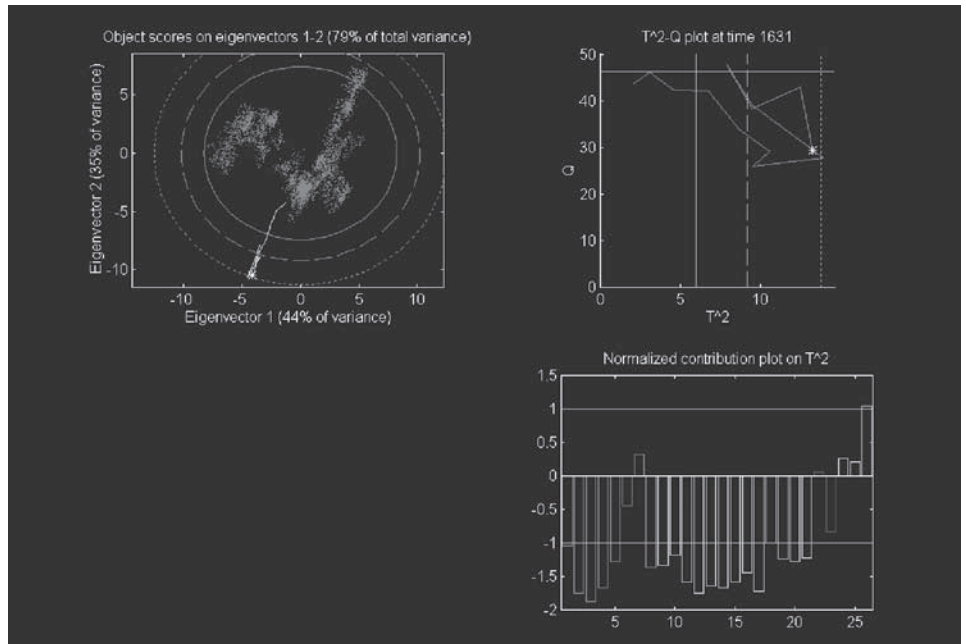 Object scores on eigenvectors 1-2 (79% of total variance)
5
0
-5
-10
Eigenvector 2 (35% of variance)
-10 -5 0 5 10
Eigenvector 1 (44% of variance)
T^2-Q plot at time 1631
50
40
30
20
10
0
Q
0 5 10
T^2
Normalized contribution plot on T^2
1.5
1
0.5
0
-0.5
-1
-1.5
-2
5 10 15 20 25